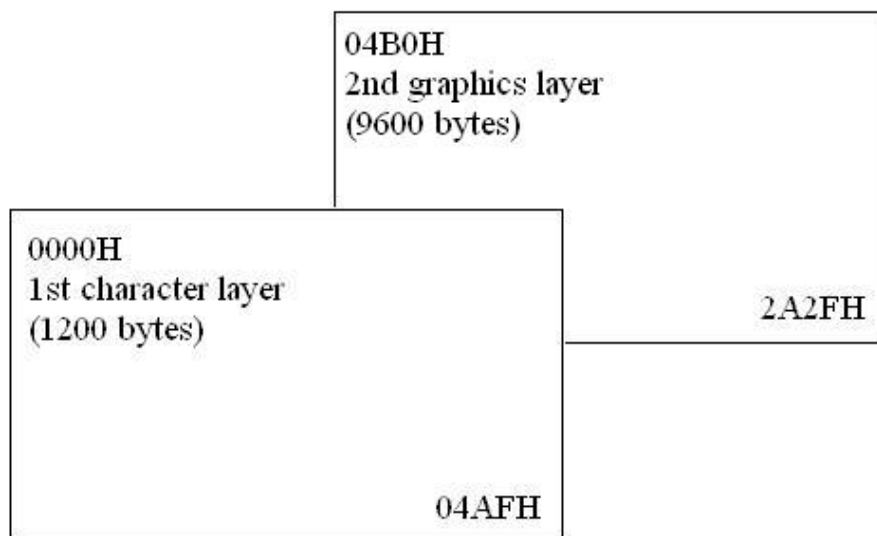 04B0H
2nd graphics layer
(9600 bytes)
2A2FH
0000H
1st character layer
(1200 bytes)
04AFH